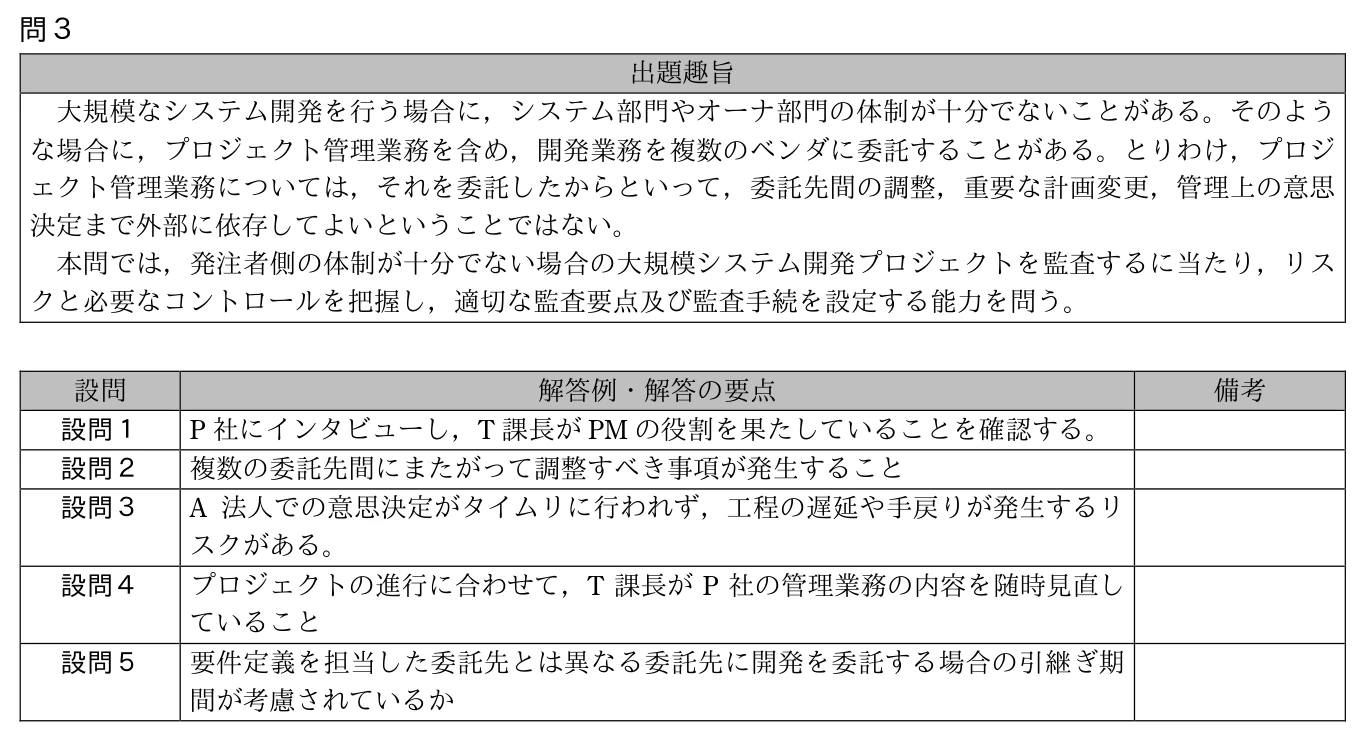 問３
出題趣旨
大規模なシステム開発を行う場合に，システム部門やオーナ部門の体制が十分でないことがある。そのよう
な場合に，プロジェクト管理業務を含め，開発業務を複数のベンダに委託することがある。とりわけ，プロジ
ェクト管理業務については，それを委託したからといって，委託先間の調整，重要な計画変更，管理上の意思
決定まで外部に依存してよいということではない。
本問では，発注者側の体制が十分でない場合の大規模システム開発プロジェクトを監査するに当たり，リス
クと必要なコントロールを把握し，適切な監査要点及び監査手続を設定する能力を問う。
設問 解答例・解答の要点 備考
設問１ P 社にインタビューし，T 課長が PM の役割を果たしていることを確認する。
設問２ 複数の委託先間にまたがって調整すべき事項が発生すること
設問３ A 法人での意思決定がタイムリに行われず，工程の遅延や手戻りが発生するリ
スクがある。
設問４ プロジェクトの進行に合わせて，T 課長が P 社の管理業務の内容を随時見直し
ていること
設問５ 要件定義を担当した委託先とは異なる委託先に開発を委託する場合の引継ぎ期
間が考慮されているか